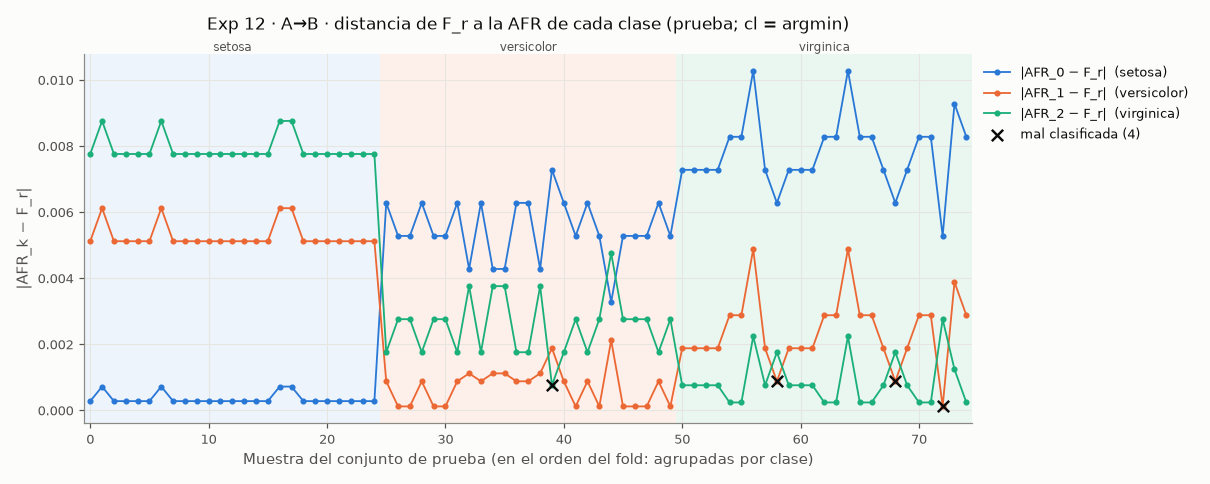 Exp 12 · A→B · distancia de F_r a la AFR de cada clase (prueba; cl = argmin)
setosa
versicolor
virginica
|AFR_0 − F_r|  (setosa)
|AFR_1 − F_r|  (versicolor)
|AFR_2 − F_r|  (virginica)
mal clasificada (4)
|AFR_k − F_r|
0.010
0.008
0.006
0.004
0.002
0.000
0 10 20 30 40 50 60 70
Muestra del conjunto de prueba (en el orden del fold: agrupadas por clase)